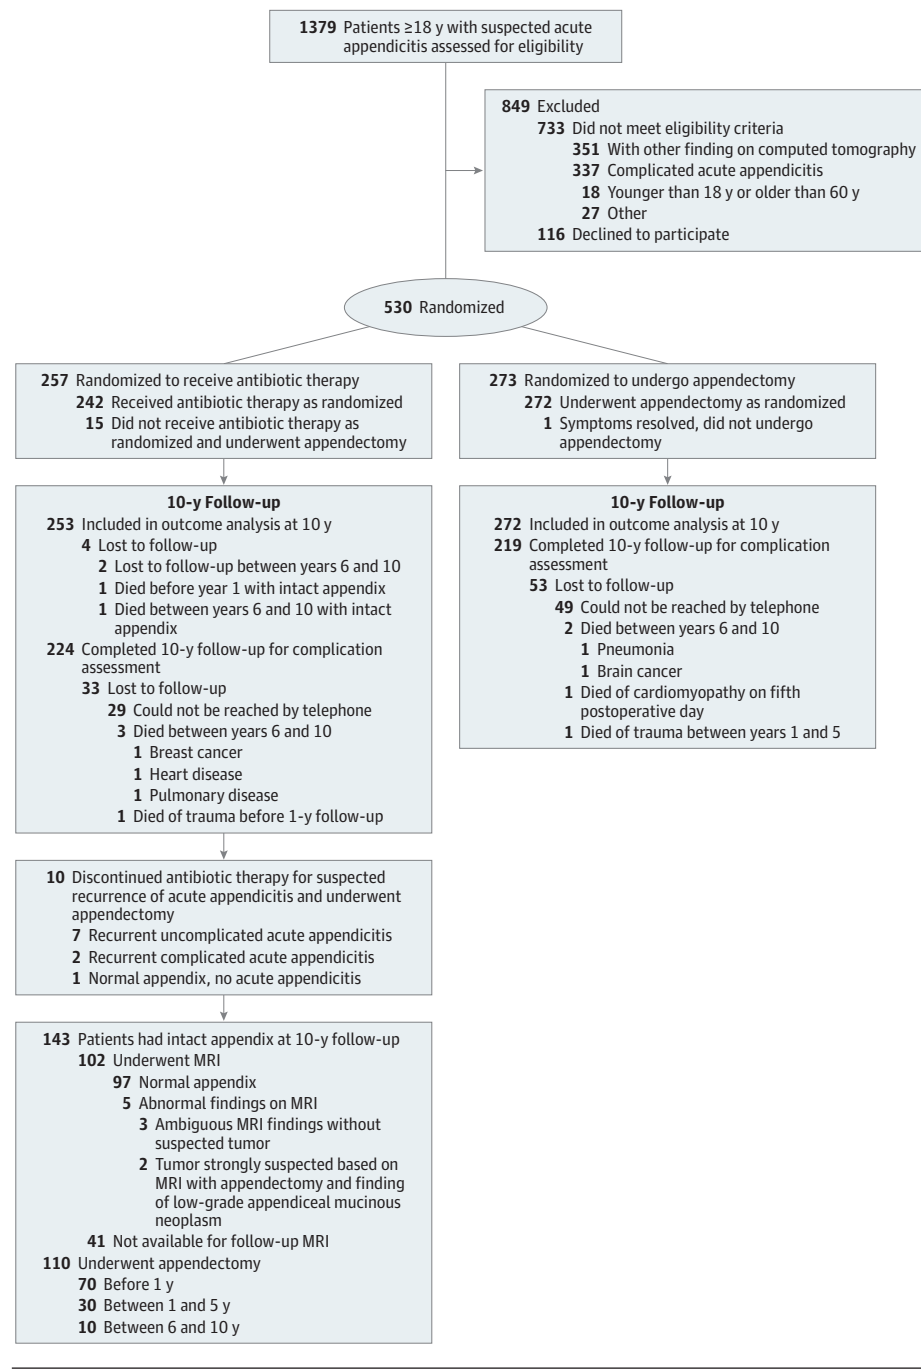 1379 Patients ≥18 y with suspected acute
appendicitis assessed for eligibility
849 Excluded
733 Did not meet eligibility criteria
351 With other finding on computed tomography
337 Complicated acute appendicitis
18 Younger than 18 y or older than 60 y
27 Other
116 Declined to participate
530 Randomized
257 Randomized to receive antibiotic therapy
242 Received antibiotic therapy as randomized
15 Did not receive antibiotic therapy as
randomized and underwent appendectomy
273 Randomized to undergo appendectomy
272 Underwent appendectomy as randomized
1 Symptoms resolved, did not undergo
appendectomy
10-y Follow-up
253 Included in outcome analysis at 10 y
4 Lost to follow-up
2 Lost to follow-up between years 6 and 10
1 Died before year 1 with intact appendix
1 Died between years 6 and 10 with intact
appendix
224 Completed 10-y follow-up for complication
assessment
33 Lost to follow-up
29 Could not be reached by telephone
3 Died between years 6 and 10
1 Breast cancer
1 Heart disease
1 Pulmonary disease
1 Died of trauma before 1-y follow-up
10-y Follow-up
272 Included in outcome analysis at 10 y
219 Completed 10-y follow-up for complication
assessment
53 Lost to follow-up
49 Could not be reached by telephone
2 Died between years 6 and 10
1 Pneumonia
1 Brain cancer
1 Died of cardiomyopathy on fifth
postoperative day
1 Died of trauma between years 1 and 5
10 Discontinued antibiotic therapy for suspected
recurrence of acute appendicitis and underwent
appendectomy
7 Recurrent uncomplicated acute appendicitis
2 Recurrent complicated acute appendicitis
1 Normal appendix, no acute appendicitis
143 Patients had intact appendix at 10-y follow-up
102 Underwent MRI
97 Normal appendix
5 Abnormal findings on MRI
3 Ambiguous MRI findings without
suspected tumor
2 Tumor strongly suspected based on
MRI with appendectomy and finding
of low-grade appendiceal mucinous
neoplasm
41 Not available for follow-up MRI
110 Underwent appendectomy
70 Before 1 y
30 Between 1 and 5 y
10 Between 6 and 10 y